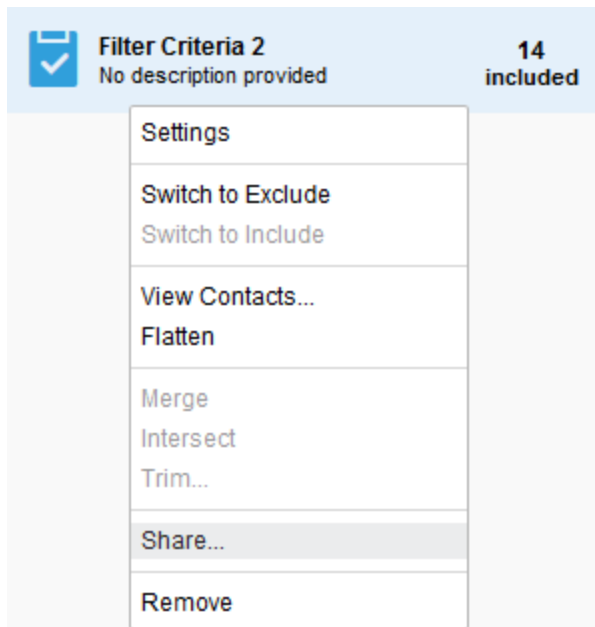 Filter Criteria 2
No description provided
14
included
Settings
Switch to Exclude
Switch to Include
View Contacts...
Flatten
Merge
Intersect
Trim...
Share...
Remove